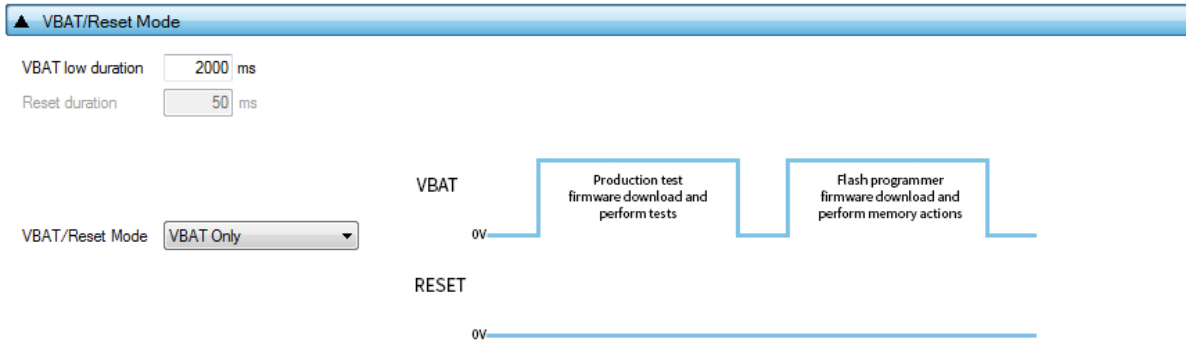 VBAT/Reset Mode
VBAT low duration 2000 ms
Reset duration 50 ms
VBAT
Production test
firmware download and
perform tests
Flash programmer
firmware download and
perform memory actions
VBAT/Reset Mode VBAT Only
0V
RESET
0V